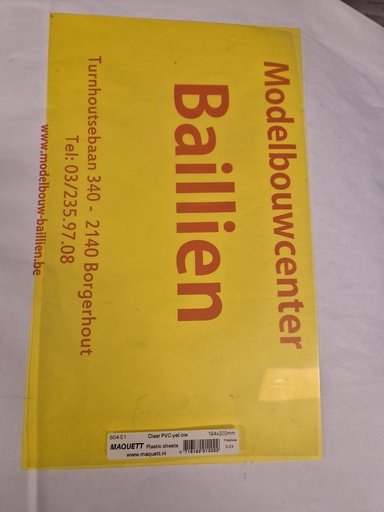 Modelbouwcenter
Baillien
Turnhoutsebaan 340 - 2140 Borgerhout
Tel: 03/235.97.08
www.modelbouw-baillien.be
604-01 Clear PVC-yellow 194x320mm
MAQUETT Plastic sheets
www.maquett.nl